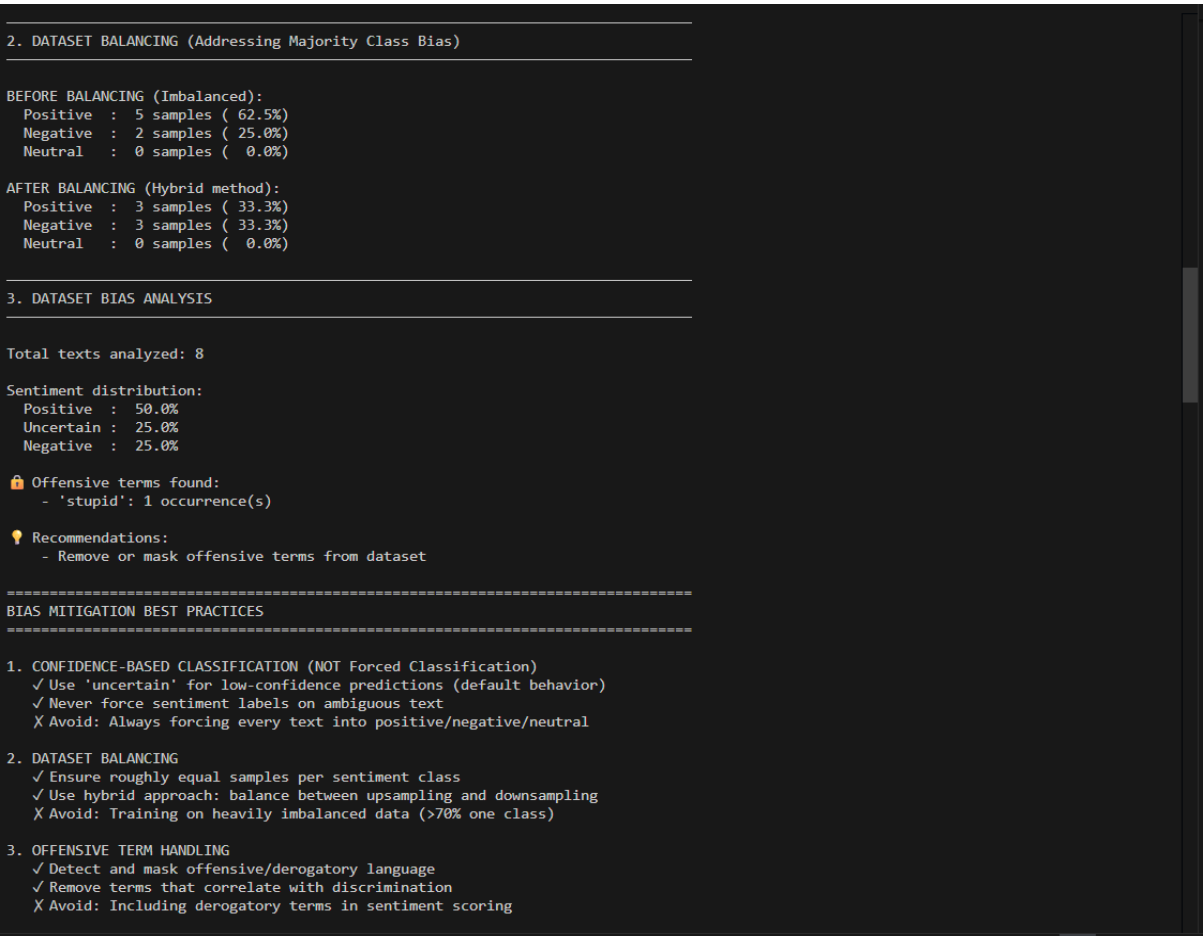 2. DATASET BALANCING (Addressing Majority Class Bias)
BEFORE BALANCING (Imbalanced):
Positive : 5 samples ( 62.5%)
Negative : 2 samples ( 25.0%)
Neutral : 0 samples ( 0.0%)
AFTER BALANCING (Hybrid method):
Positive : 3 samples ( 33.3%)
Negative : 3 samples ( 33.3%)
Neutral : 0 samples ( 0.0%)
3. DATASET BIAS ANALYSIS
Total texts analyzed: 8
Sentiment distribution:
Positive : 50.0%
Uncertain : 25.0%
Negative : 25.0%
🔒 Offensive terms found:
- 'stupid': 1 occurrence(s)
💡 Recommendations:
- Remove or mask offensive terms from dataset
================================================================================
BIAS MITIGATION BEST PRACTICES
================================================================================
1. CONFIDENCE-BASED CLASSIFICATION (NOT Forced Classification)
✓ Use 'uncertain' for low-confidence predictions (default behavior)
✓ Never force sentiment labels on ambiguous text
✗ Avoid: Always forcing every text into positive/negative/neutral
2. DATASET BALANCING
✓ Ensure roughly equal samples per sentiment class
✓ Use hybrid approach: balance between upsampling and downsampling
✗ Avoid: Training on heavily imbalanced data (>70% one class)
3. OFFENSIVE TERM HANDLING
✓ Detect and mask offensive/derogatory language
✓ Remove terms that correlate with discrimination
✗ Avoid: Including derogatory terms in sentiment scoring